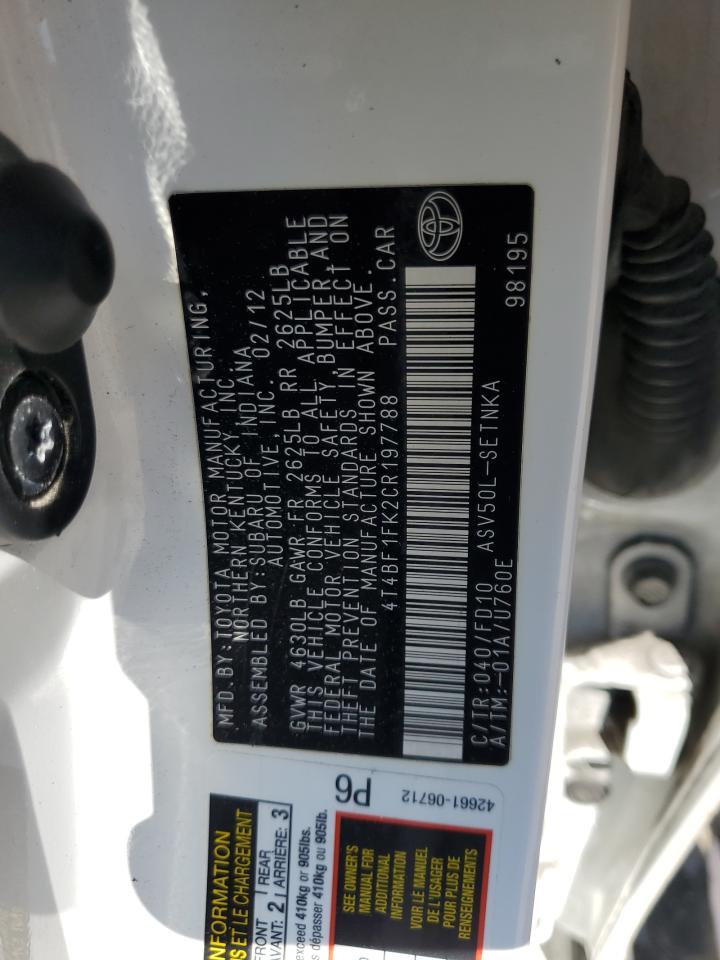 MFD. BY:TOYOTA MOTOR MANUFACTURING,
NORTHERN KENTUCKY, INC.
ASSEMBLED BY:SUBARU OF INDIANA
AUTOMOTIVE, INC. 02/12
GVWR 4630LB GAWR FR 2625LB RR 2625LB
THIS VEHICLE CONFORMS TO ALL APPLICABLE
FEDERAL MOTOR VEHICLE SAFETY, BUMPER, AND
THEFT PREVENTION STANDARDS IN EFFECT ON
THE DATE OF MANUFACTURE SHOWN ABOVE.
4T4BF1FK2CR197788 PASS.CAR
C/TR:040/FD10 ASV50L-SETNKA
A/TM:-01A/U760E 98195
P6
42661-06712
INFORMATION
ET LE CHARGEMENT
FRONT
AVANT: 2
REAR
ARRIÈRE: 3
exceed 410kg or 905lbs.
dépasser 410kg ou 905lb.
SEE OWNER'S
MANUAL FOR
ADDITIONAL
INFORMATION
VOIR LE MANUEL
DE L'USAGER
POUR PLUS DE
RENSEIGNEMENTS